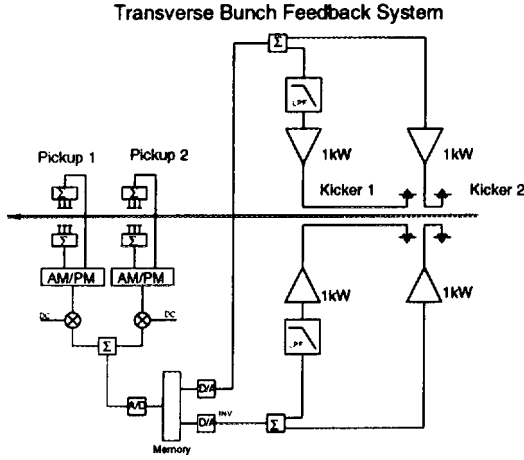 Transverse Bunch Feedback System
Σ
LPF
1kW
1kW
Pickup 1
Pickup 2
Kicker 1
Kicker 2
Σ
Σ
Σ
Σ
AM/PM
AM/PM
1kW
1kW
DC
DC
LPF
Σ
A/D
D/A
D/A
INV
Σ
Memory